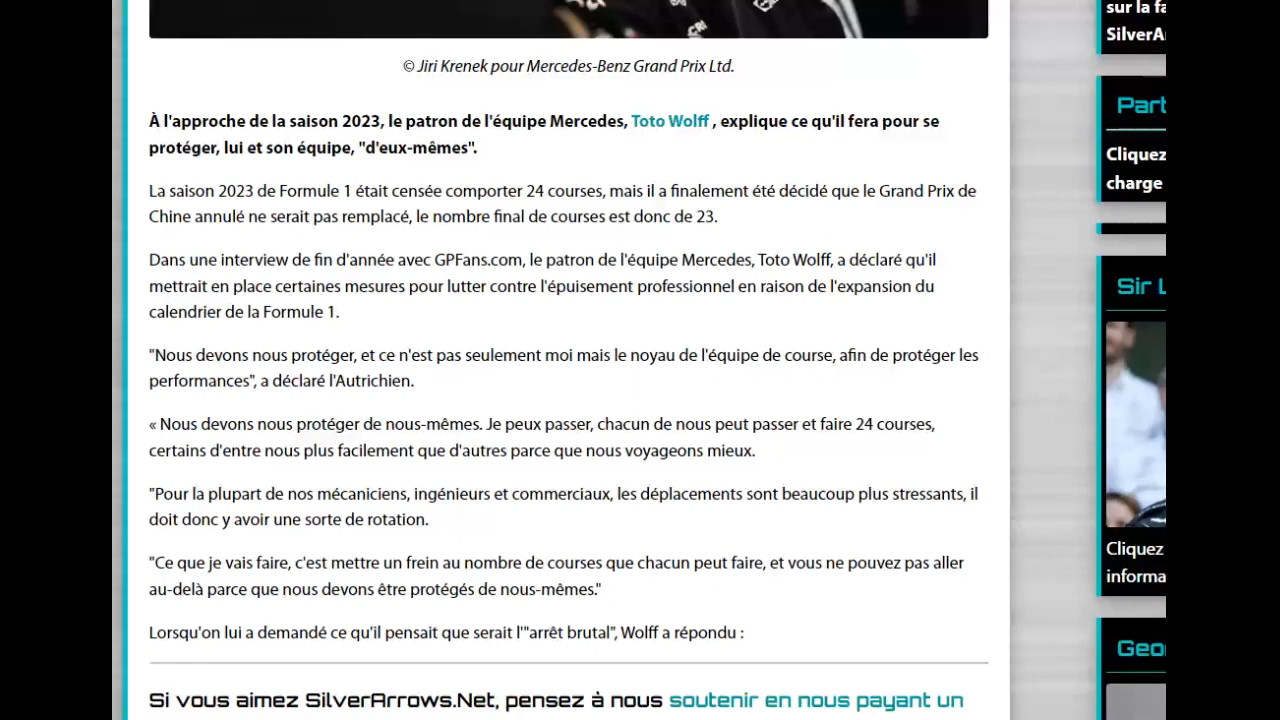 CRI
© Jiri Krenek pour Mercedes-Benz Grand Prix Ltd.
À l'approche de la saison 2023, le patron de l'équipe Mercedes, Toto Wolff , explique ce qu'il fera pour se
protéger, lui et son équipe, "d'eux-mêmes".
La saison 2023 de Formule 1 était censée comporter 24 courses, mais il a finalement été décidé que le Grand Prix de
Chine annulé ne serait pas remplacé, le nombre final de courses est donc de 23.
Dans une interview de fin d'année avec GPFans.com, le patron de l'équipe Mercedes, Toto Wolff, a déclaré qu'il
mettrait en place certaines mesures pour lutter contre l'épuisement professionnel en raison de l'expansion du
calendrier de la Formule 1.
"Nous devons nous protéger, et ce n'est pas seulement moi mais le noyau de l'équipe de course, afin de protéger les
performances", a déclaré l'Autrichien.
« Nous devons nous protéger de nous-mêmes. Je peux passer, chacun de nous peut passer et faire 24 courses,
certains d'entre nous plus facilement que d'autres parce que nous voyageons mieux.
"Pour la plupart de nos mécaniciens, ingénieurs et commerciaux, les déplacements sont beaucoup plus stressants, il
doit donc y avoir une sorte de rotation.
"Ce que je vais faire, c'est mettre un frein au nombre de courses que chacun peut faire, et vous ne pouvez pas aller
au-delà parce que nous devons être protégés de nous-mêmes."
Lorsqu'on lui a demandé ce qu'il pensait que serait l'"arrêt brutal", Wolff a répondu :
Si vous aimez SilverArrows.Net, pensez à nous soutenir en nous payant un
sur la fa
SilverAr
Part
Cliquez
charge
Sir L
Cliquez
informa
Geo